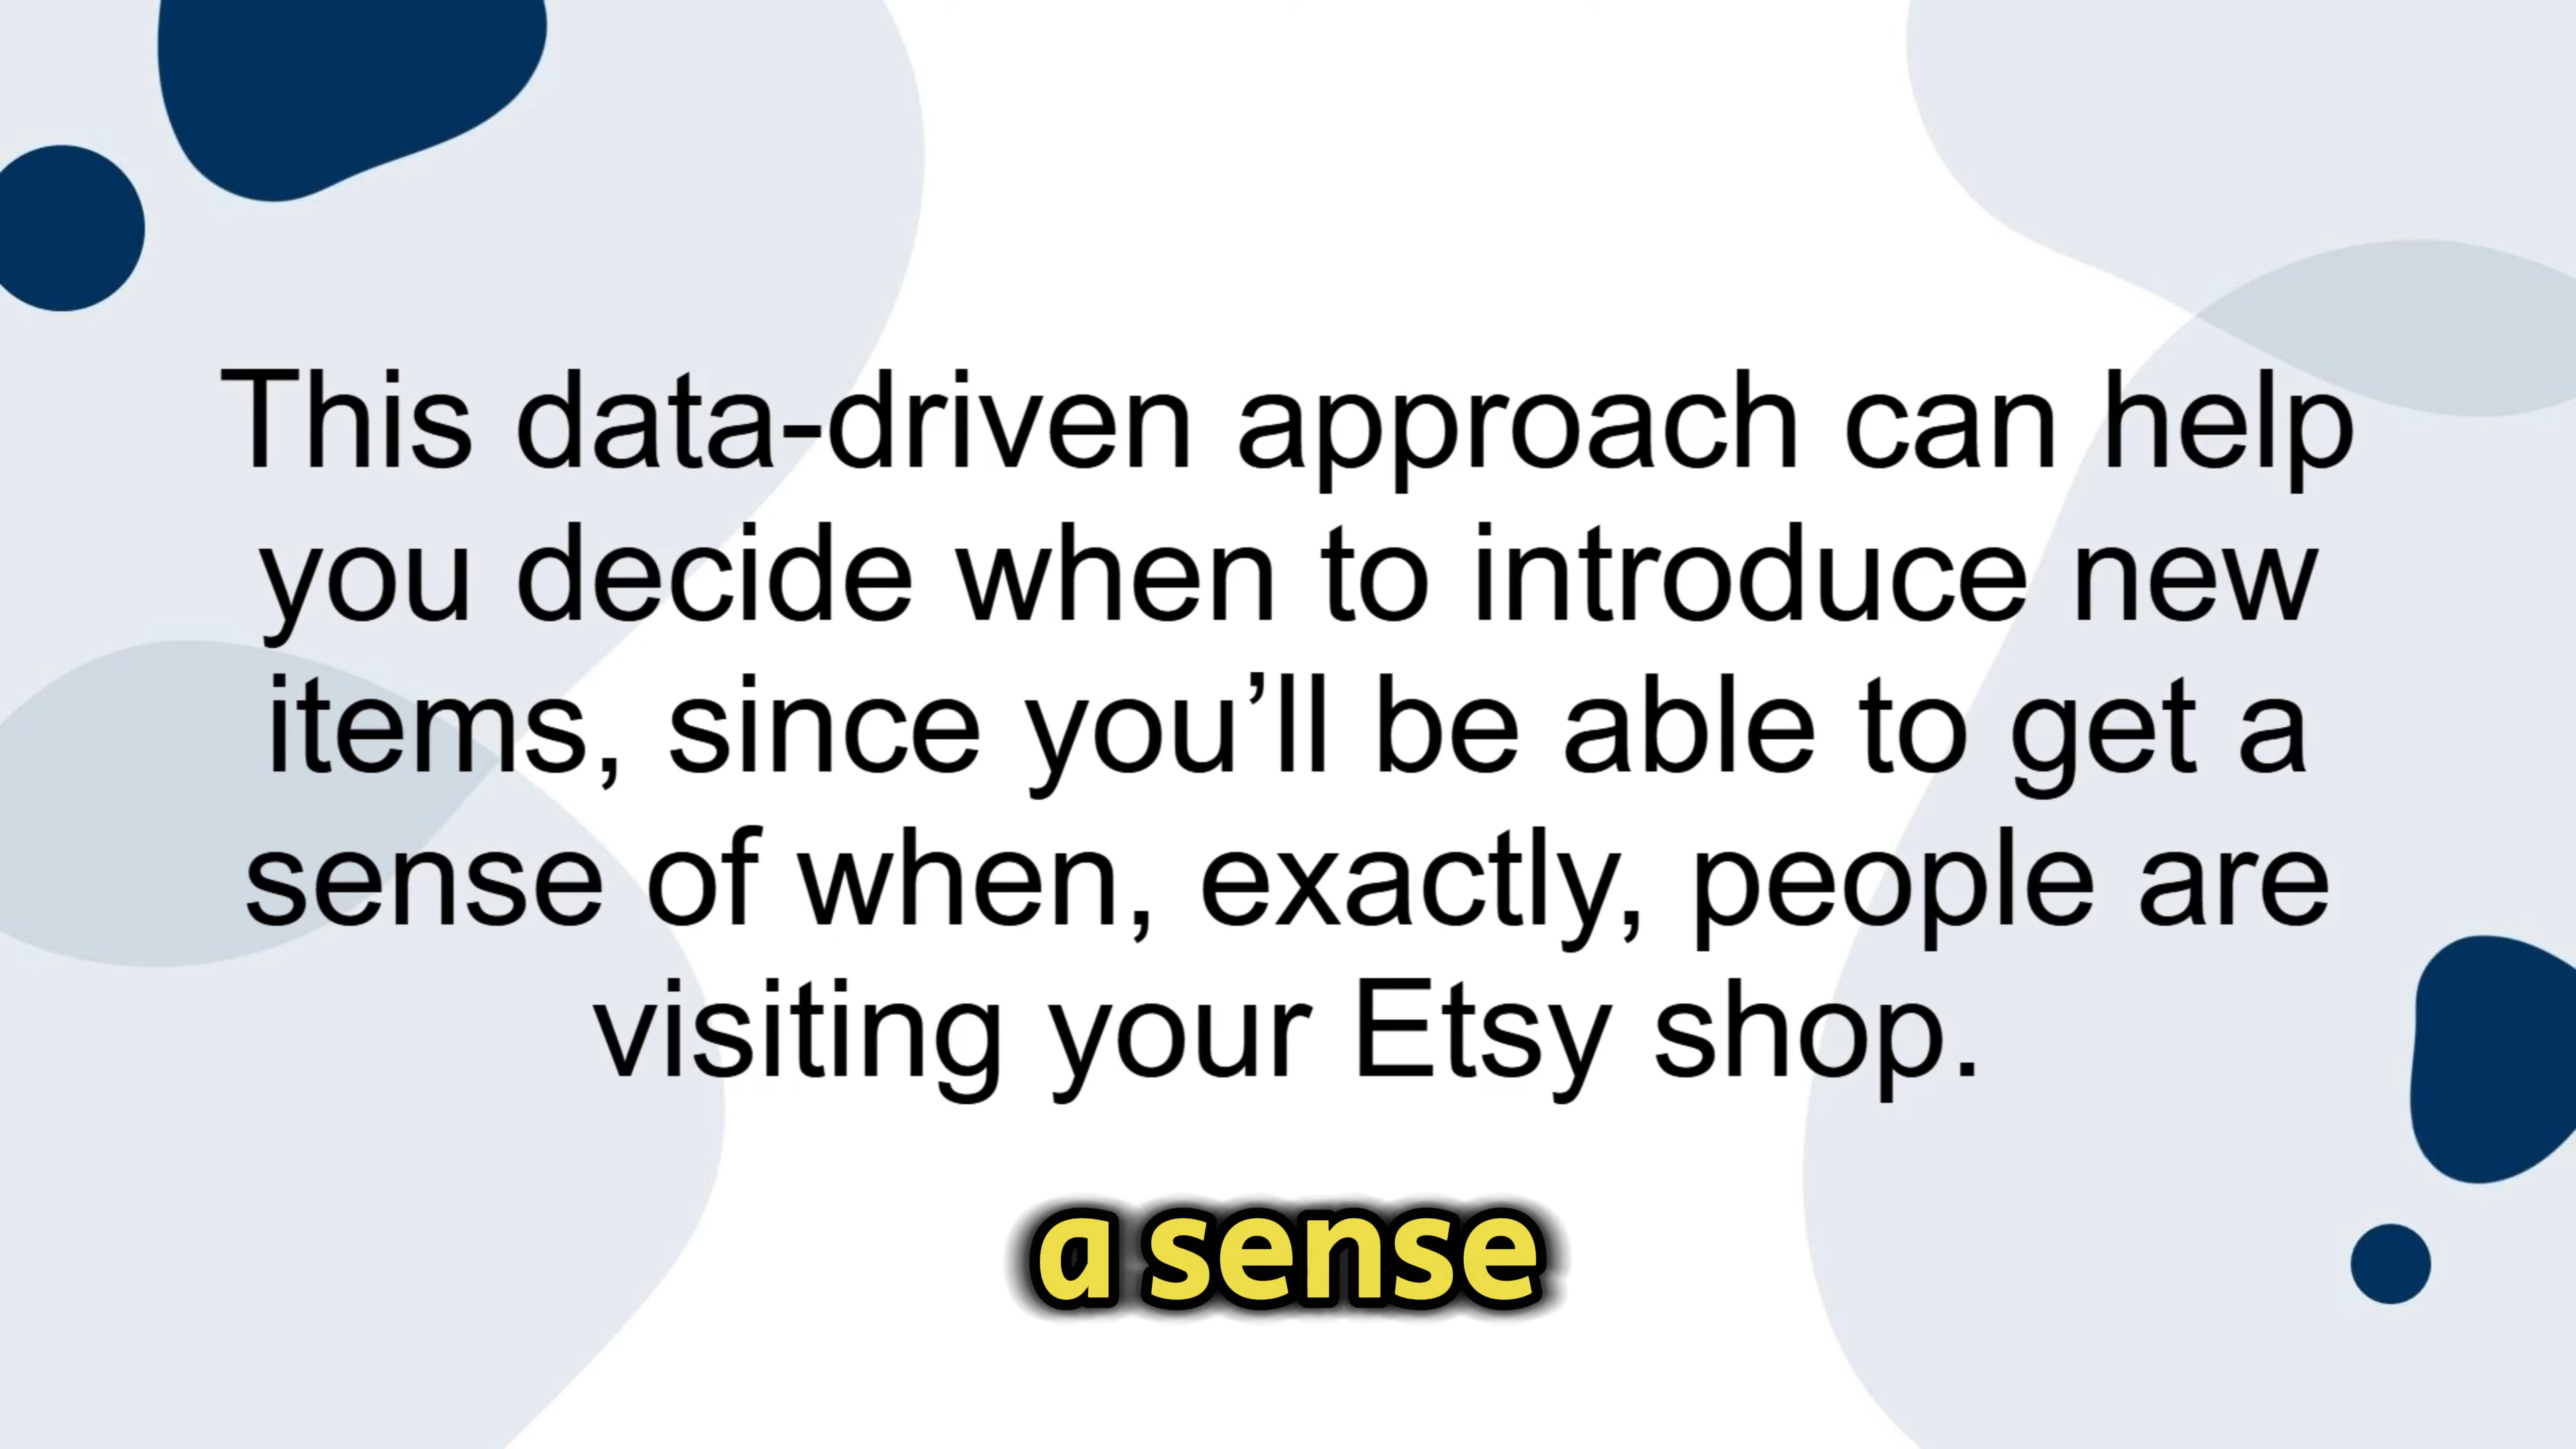 This data-driven approach can help
you decide when to introduce new
items, since you’ll be able to get a
sense of when, exactly, people are
visiting your Etsy shop.
a sense